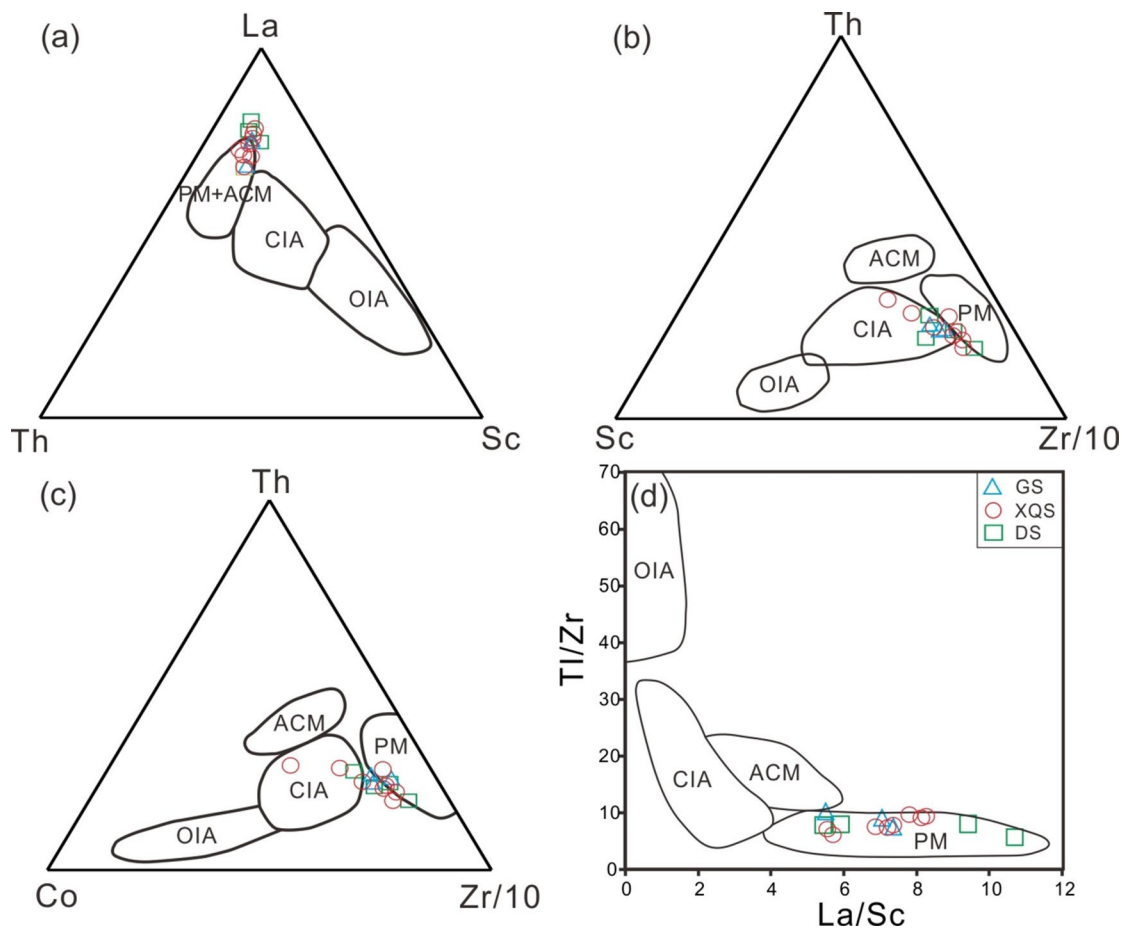 (a)
La
PM+ACM
CIA
OIA
Th
Sc
(b)
Th
ACM
PM
CIA
OIA
Sc
Zr/10
(c)
Th
ACM
PM
CIA
OIA
Co
Zr/10
(d)
GS
XQS
DS
70
60
50
40
30
20
10
0
TI/Zr
OIA
CIA
ACM
PM
0 2 4 6 8 10 12
La/Sc